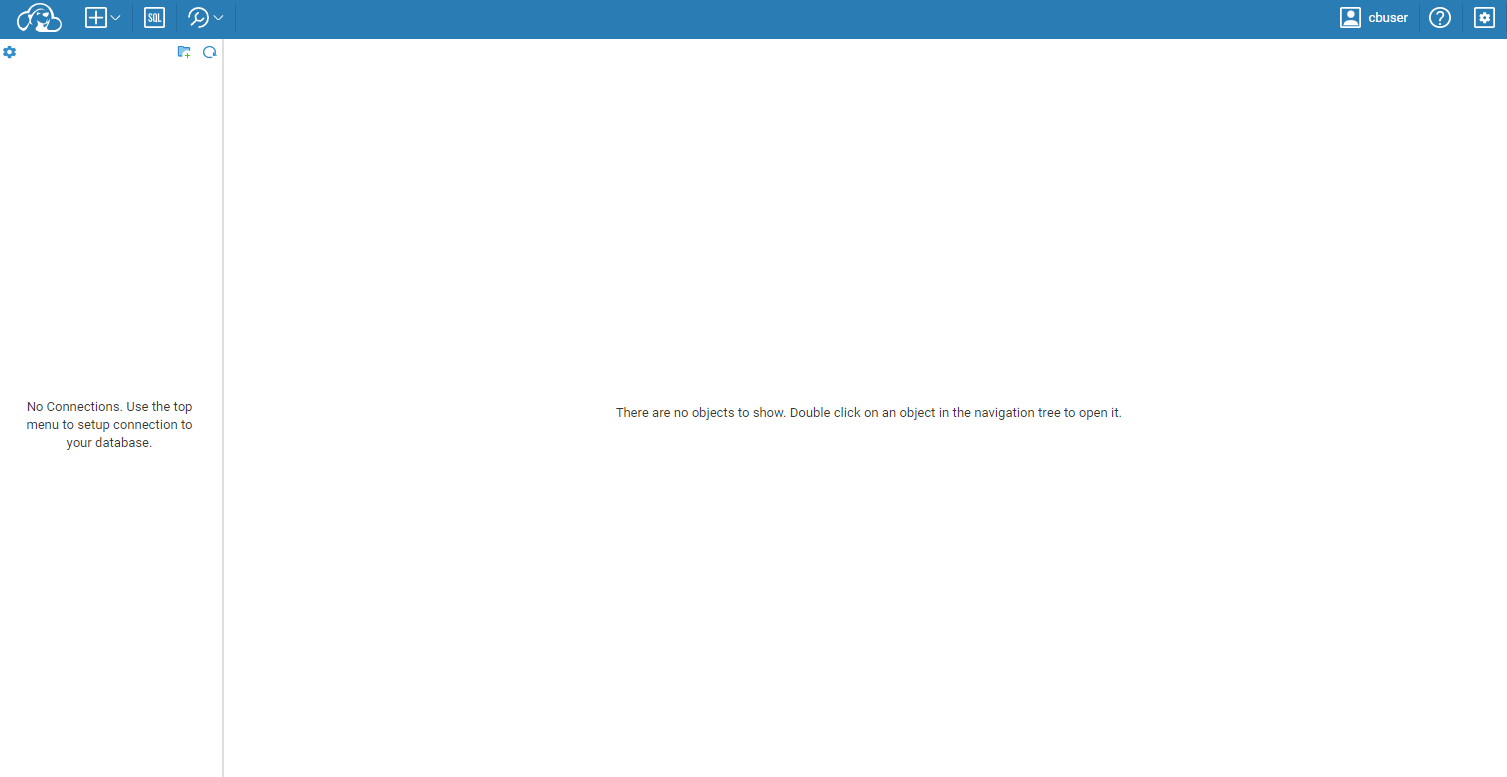 SQL
cbuser
No Connections. Use the top
menu to setup connection to
your database.
There are no objects to show. Double click on an object in the navigation tree to open it.